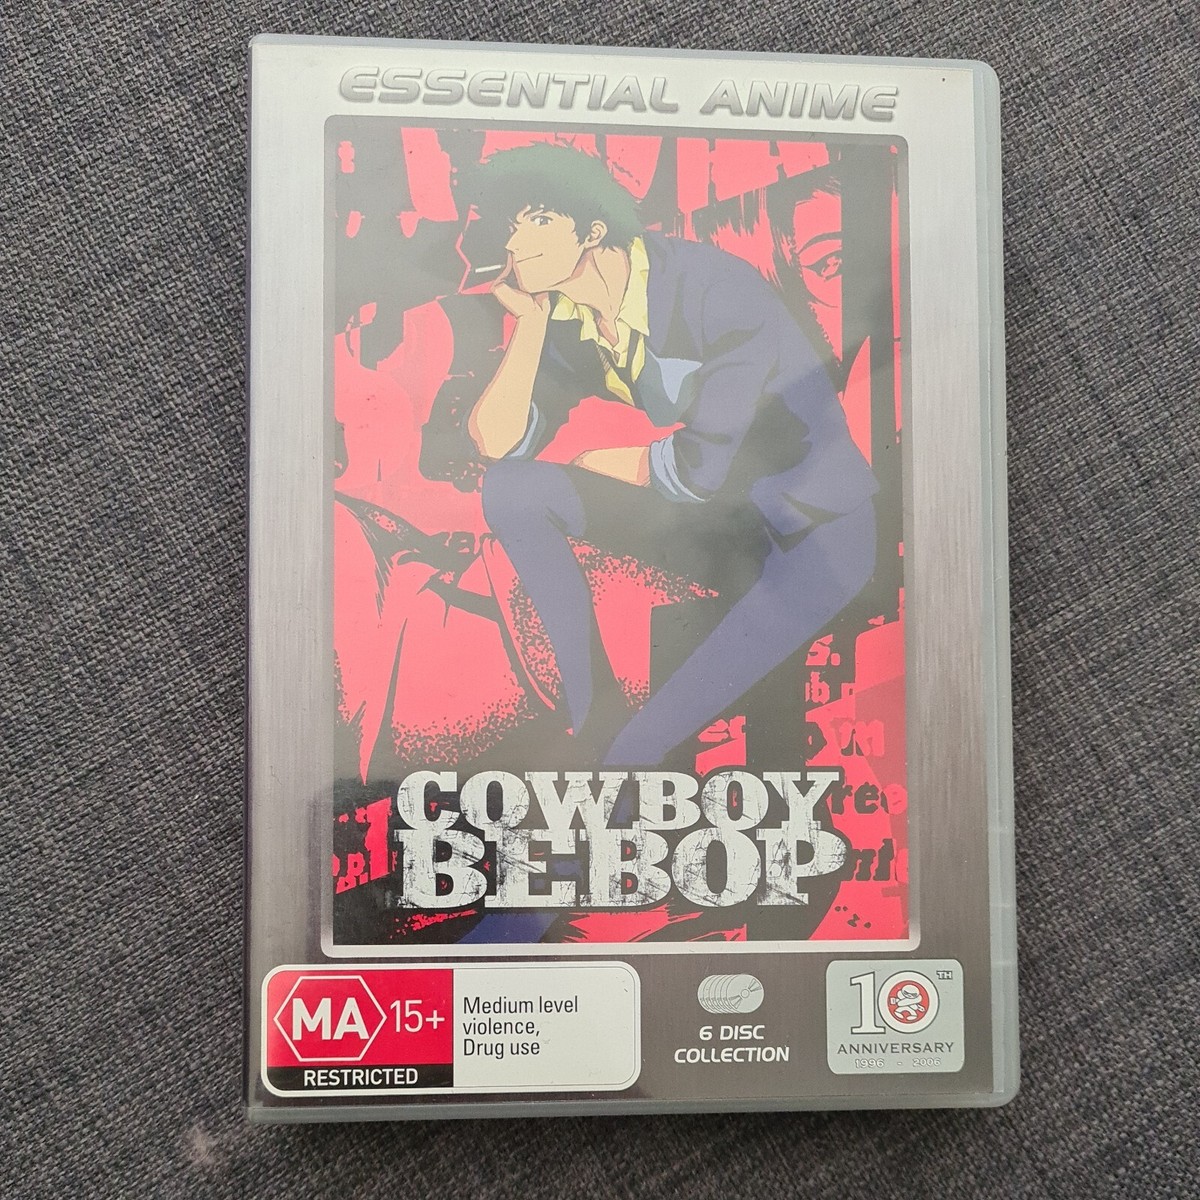 ESSENTIAL ANIME
COWBOY
BEBOP
MA 15+
RESTRICTED
Medium level
violence,
Drug use
6 DISC
COLLECTION
10TH
ANNIVERSARY
1996 - 2006